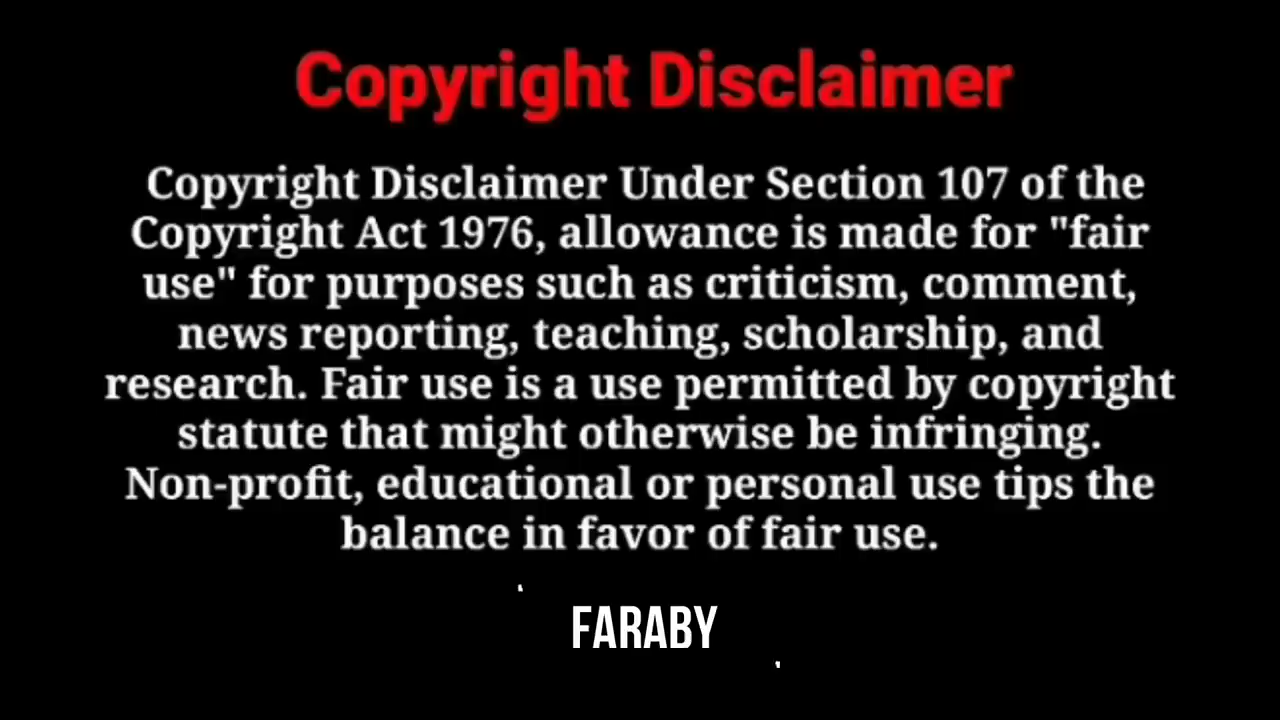 Copyright Disclaimer
Copyright Disclaimer Under Section 107 of the
Copyright Act 1976, allowance is made for "fair
use" for purposes such as criticism, comment,
news reporting, teaching, scholarship, and
research. Fair use is a use permitted by copyright
statute that might otherwise be infringing.
Non-profit, educational or personal use tips the
balance in favor of fair use.
FARABY